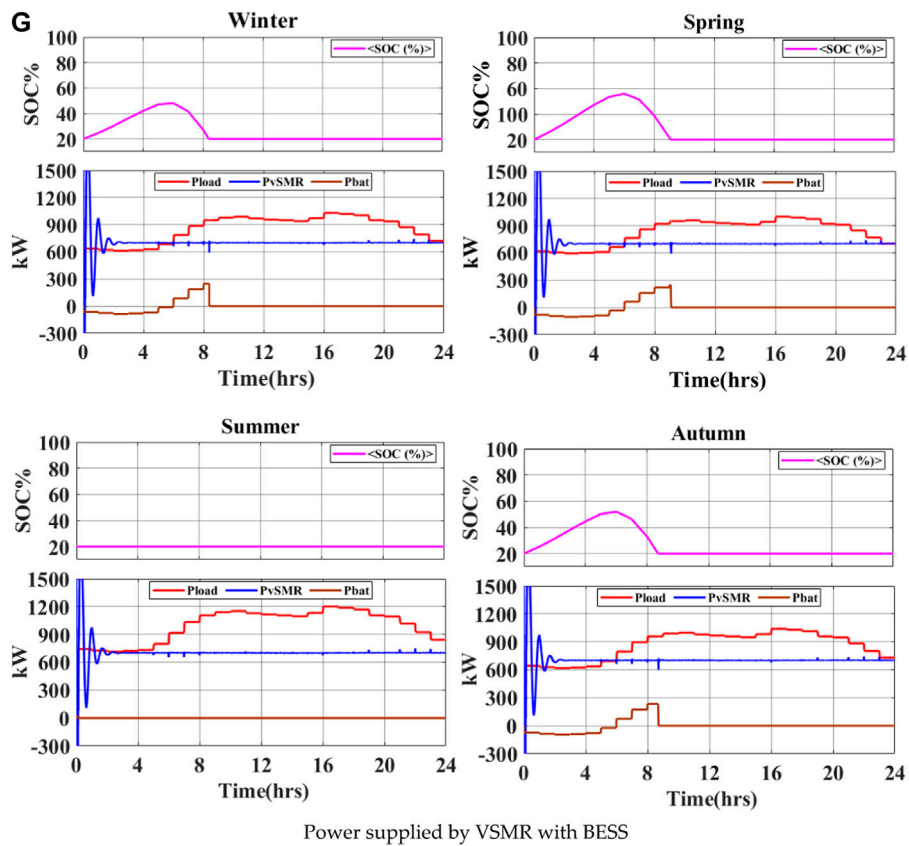 G
Winter
<SOC (%)>
SOC%
100
80
60
40
20
Pload PvSMR Pbat
kW
1500
1200
900
600
300
0
-300
0 4 8 12 16 20 24
Time(hrs)
Spring
<SOC (%)>
SOC%
100
80
60
100
20
Pload PvSMR Pbat
kW
1500
1200
900
600
300
0
-300
0 4 8 12 16 20 24
Time(hrs)
Summer
<SOC (%)>
SOC%
100
80
60
40
20
Pload PvSMR Pbat
kW
1500
1200
900
600
300
0
-300
0 4 8 12 16 20 24
Time(hrs)
Autumn
<SOC (%)>
SOC%
100
80
60
40
20
Pload PvSMR Pbat
kW
1500
1200
900
600
300
0
-300
0 4 8 12 16 20 24
Time(hrs)
Power supplied by VSMR with BESS